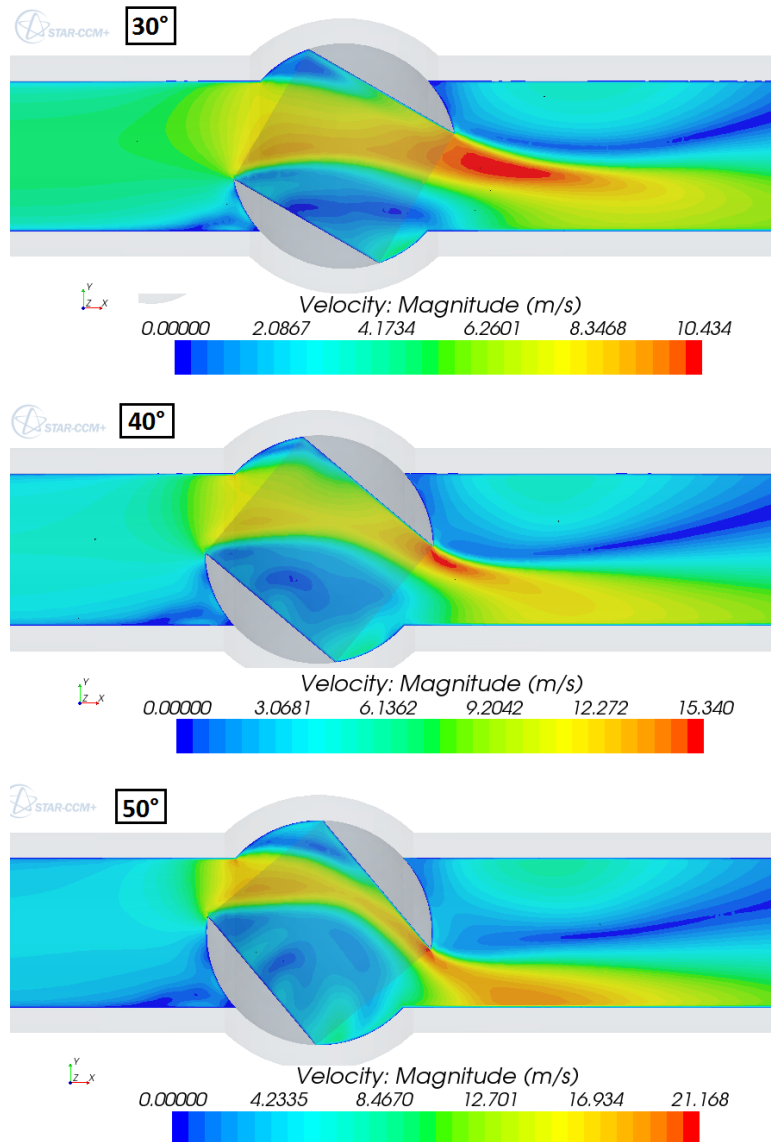 STAR-CCM+
30°
Y
Z X
Velocity: Magnitude (m/s)
0.00000 2.0867 4.1734 6.2601 8.3468 10.434
STAR-CCM+
40°
Y
Z X
Velocity: Magnitude (m/s)
0.00000 3.0681 6.1362 9.2042 12.272 15.340
STAR-CCM+
50°
Y
Z X
Velocity: Magnitude (m/s)
0.00000 4.2335 8.4670 12.701 16.934 21.168